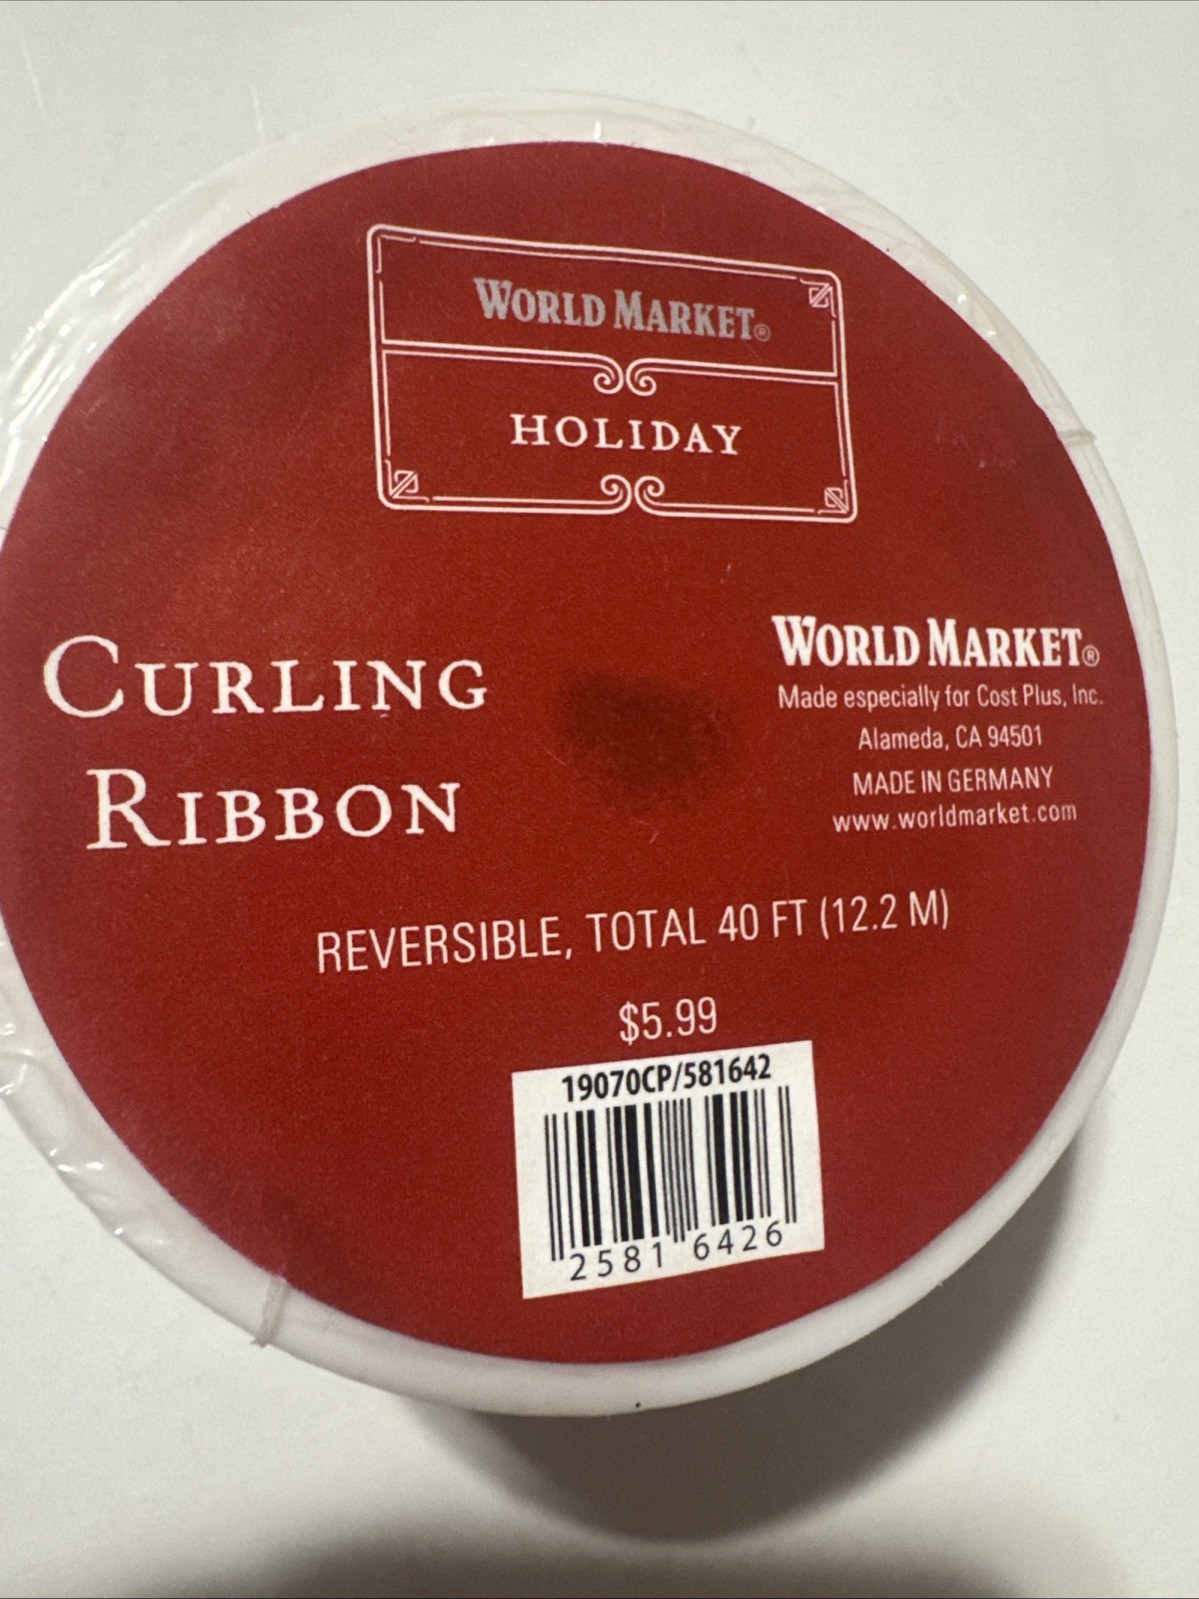 WORLD MARKET®
HOLIDAY
CURLING
RIBBON
WORLD MARKET®
Made especially for Cost Plus, Inc.
Alameda, CA 94501
MADE IN GERMANY
www.worldmarket.com
REVERSIBLE, TOTAL 40 FT (12.2 M)
$5.99
19070CP/581642
2581 6426